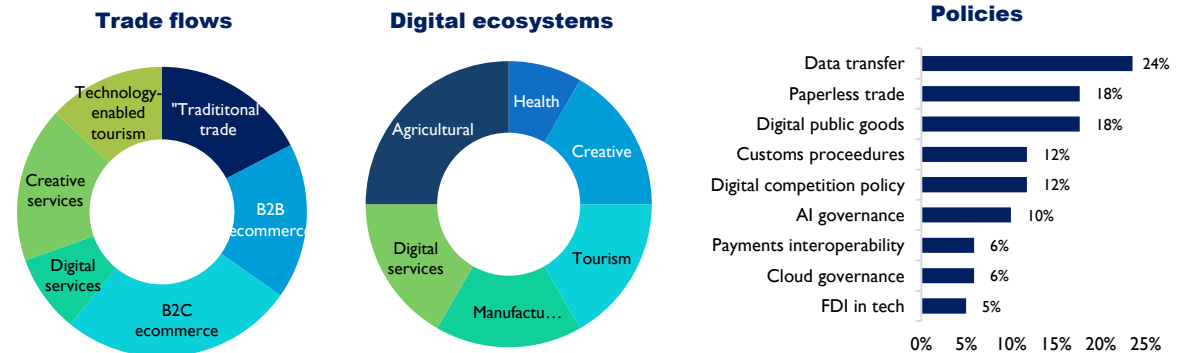 Trade flows
Technology-
enabled
tourism
"Tradititonal"
trade
Creative
services
B2B
ecommerce
Digital
services
B2C
ecommerce
Digital ecosystems
Health
Agricultural
Creative
Digital
services
Tourism
Manufactu…
Policies
Data transfer 24%
Paperless trade 18%
Digital public goods 18%
Customs proceedures 12%
Digital competition policy 12%
AI governance 10%
Payments interoperability 6%
Cloud governance 6%
FDI in tech 5%
0% 5% 10% 15% 20% 25%